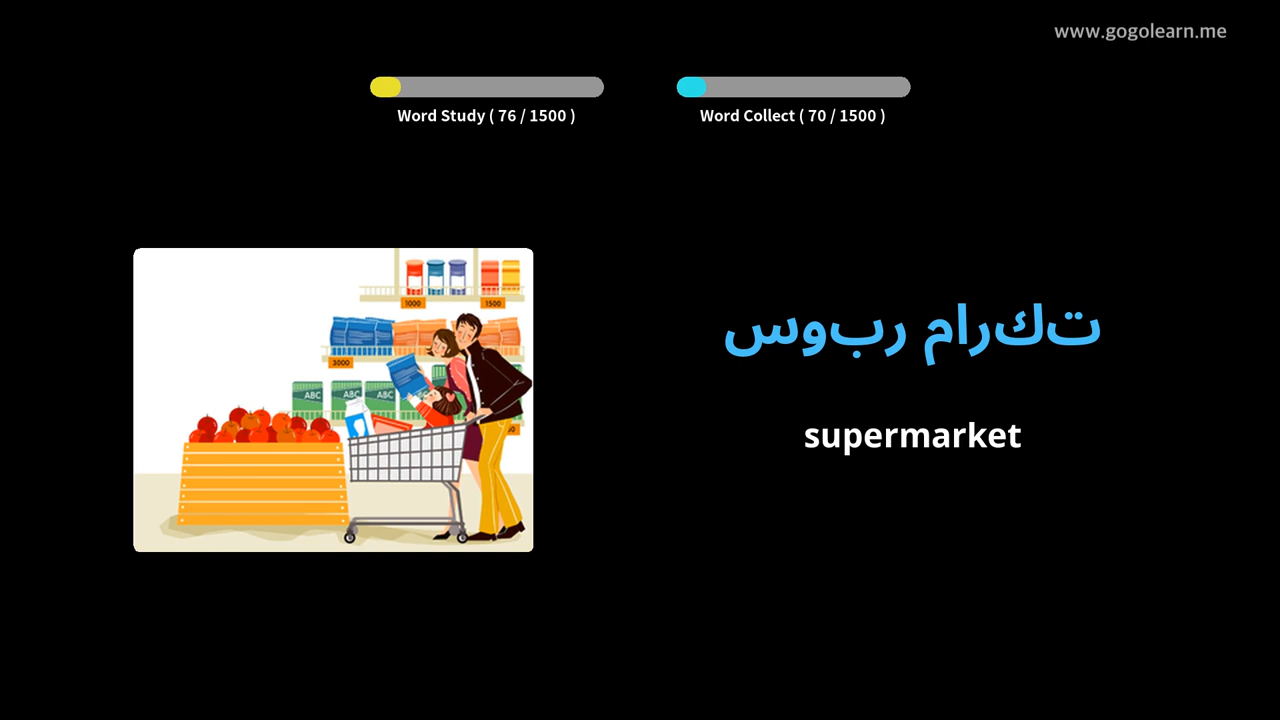 www.gogolearn.me
Word Study ( 76 / 1500 )
Word Collect ( 70 / 1500 )
1000
1500
3000
ABC
ABC
ABC
تكرام ربوس
supermarket